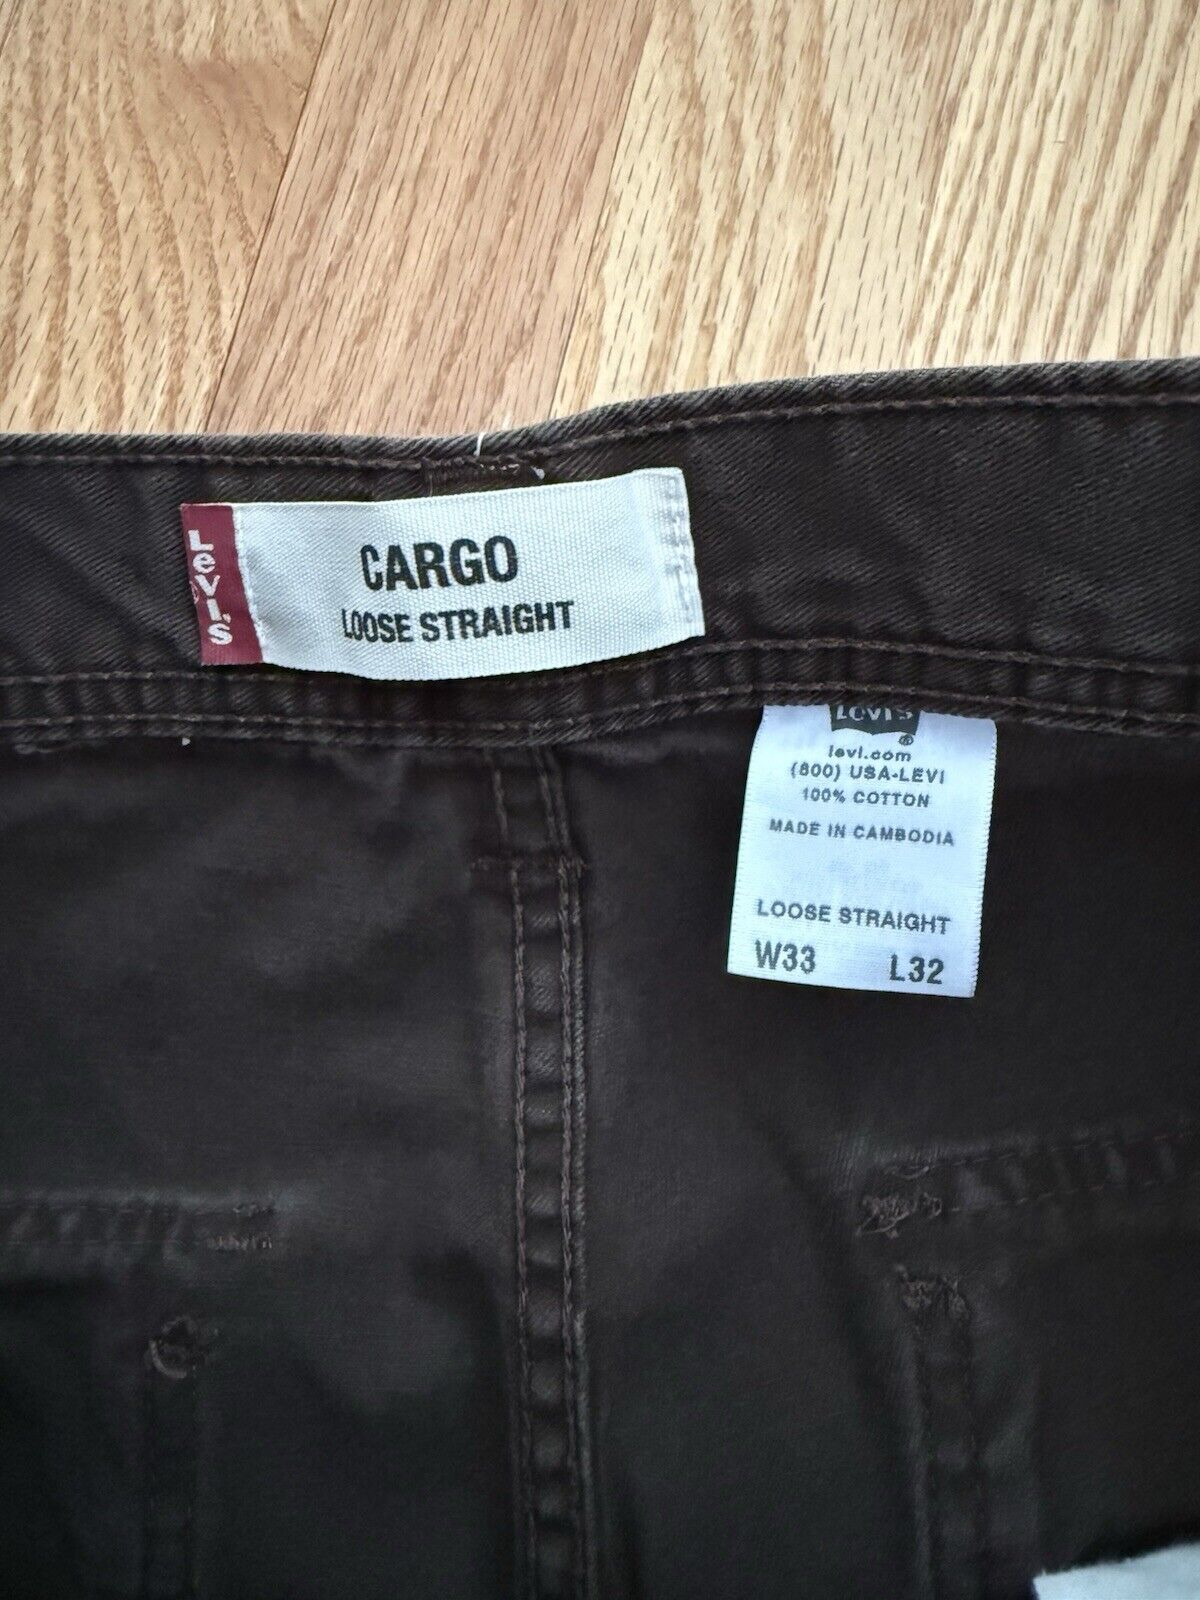 Levi's
®
CARGO
LOOSE STRAIGHT
LEVI'S
®
levi.com
(800) USA-LEVI
100% COTTON
MADE IN CAMBODIA
LOOSE STRAIGHT
W33 L32